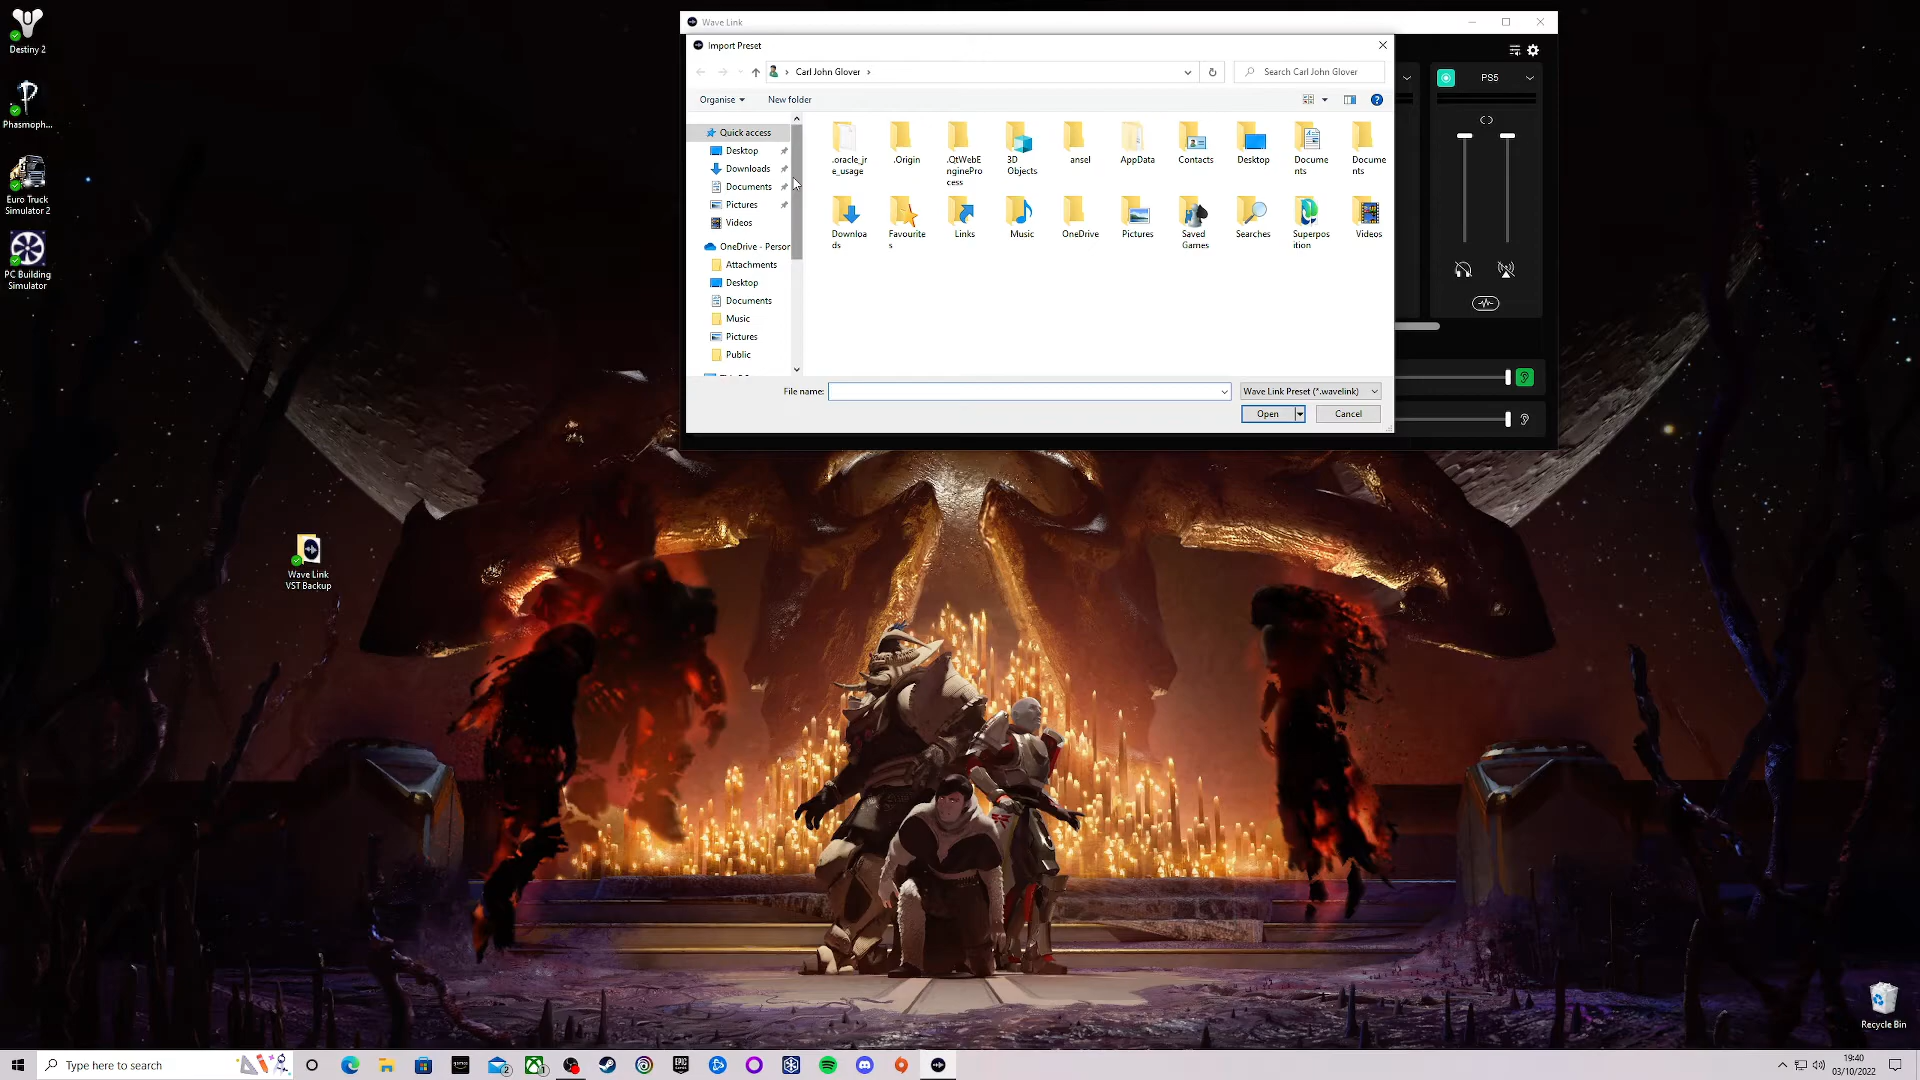 Destiny 2
Phasmoph...
Euro Truck
Simulator 2
PC Building
Simulator
Wave Link
VST Backup
Wave Link
Import Preset
Carl John Glover
Search Carl John Glover
Organise
New folder
Quick access
Desktop
Downloads
Documents
Pictures
Videos
OneDrive - Person
Attachments
Desktop
Documents
Music
Pictures
Public
.oracle_jr
e_usage
.Origin
.QtWebE
nginePro
cess
3D
Objects
ansel
AppData
Contacts
Desktop
Docume
nts
Docume
nts
Downloa
ds
Favourite
s
Links
Music
OneDrive
Pictures
Saved
Games
Searches
Superpos
ition
Videos
File name:
Wave Link Preset (*.wavelink)
Open
Cancel
PS5
Recycle Bin
Type here to search
19:40
03/10/2022